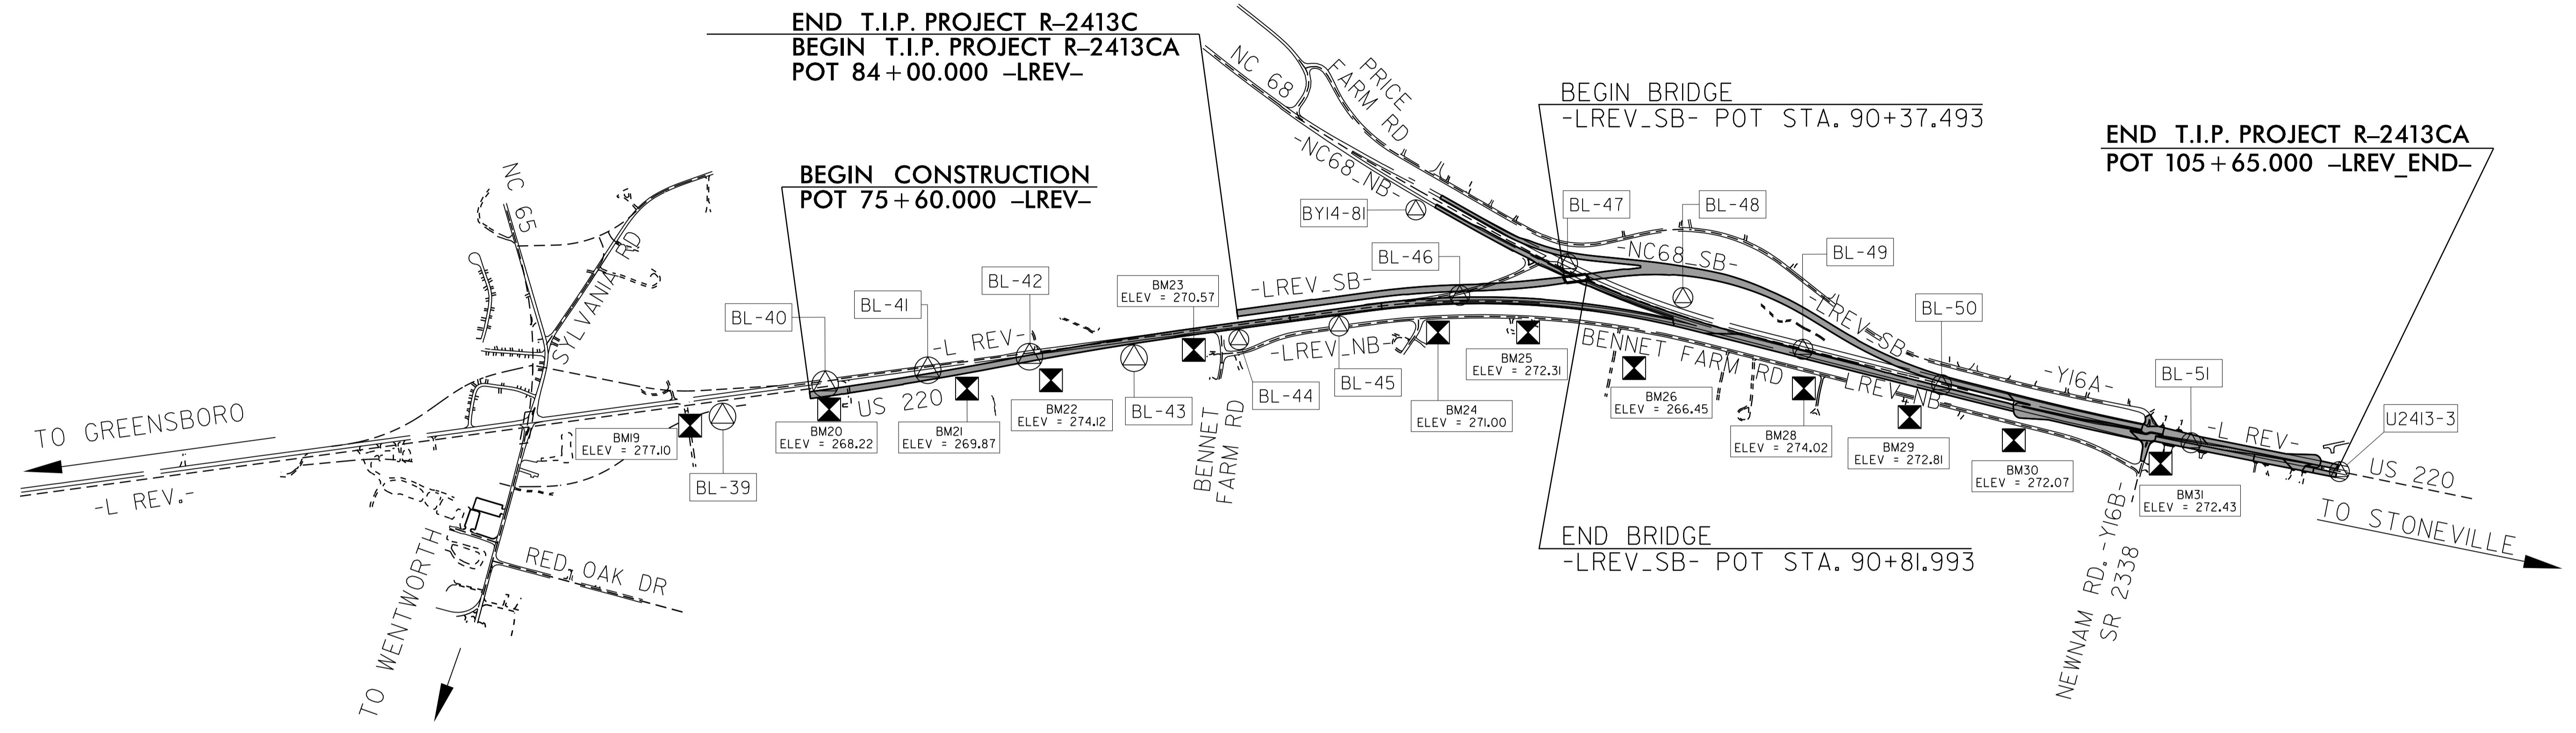 END T.I.P. PROJECT R–2413C
BEGIN T.I.P. PROJECT R–2413CA
POT 84+00.000 –LREV–
NC 68
PRICE
FARM RD
BEGIN BRIDGE
-LREV_SB- POT STA. 90+37.493
END T.I.P. PROJECT R–2413CA
POT 105+65.000 –LREV_END–
BEGIN CONSTRUCTION
POT 75+60.000 –LREV–
NC 65
SYLVANIA RD
-NC68_NB-
BY14-81
BL-47
BL-48
BL-46
BL-49
-NC68_SB-
BL-42
BM23
ELEV = 270.57
-LREV_SB-
BL-41
BL-40
-L REV-
-LREV_SB-
BL-50
-LREV_NB-
BENNET FARM RD
-Y16A-
BL-51
U2413-3
US 220
BL-43
BL-44
BL-45
BM25
ELEV = 272.31
BM26
ELEV = 266.45
LREV_NB-
-L REV-
TO GREENSBORO
BM19
ELEV = 277.10
BM20
ELEV = 268.22
BM21
ELEV = 269.87
BM22
ELEV = 274.12
BM24
ELEV = 271.00
BM28
ELEV = 274.02
BM29
ELEV = 272.81
BM30
ELEV = 272.07
BM31
ELEV = 272.43
US 220
TO STONEVILLE
BL-39
BENNET
FARM RD
-L REV.-
END BRIDGE
-LREV_SB- POT STA. 90+81.993
RED OAK DR
TO WENTWORTH
NEWNAM RD. -Y16B-
SR 2338